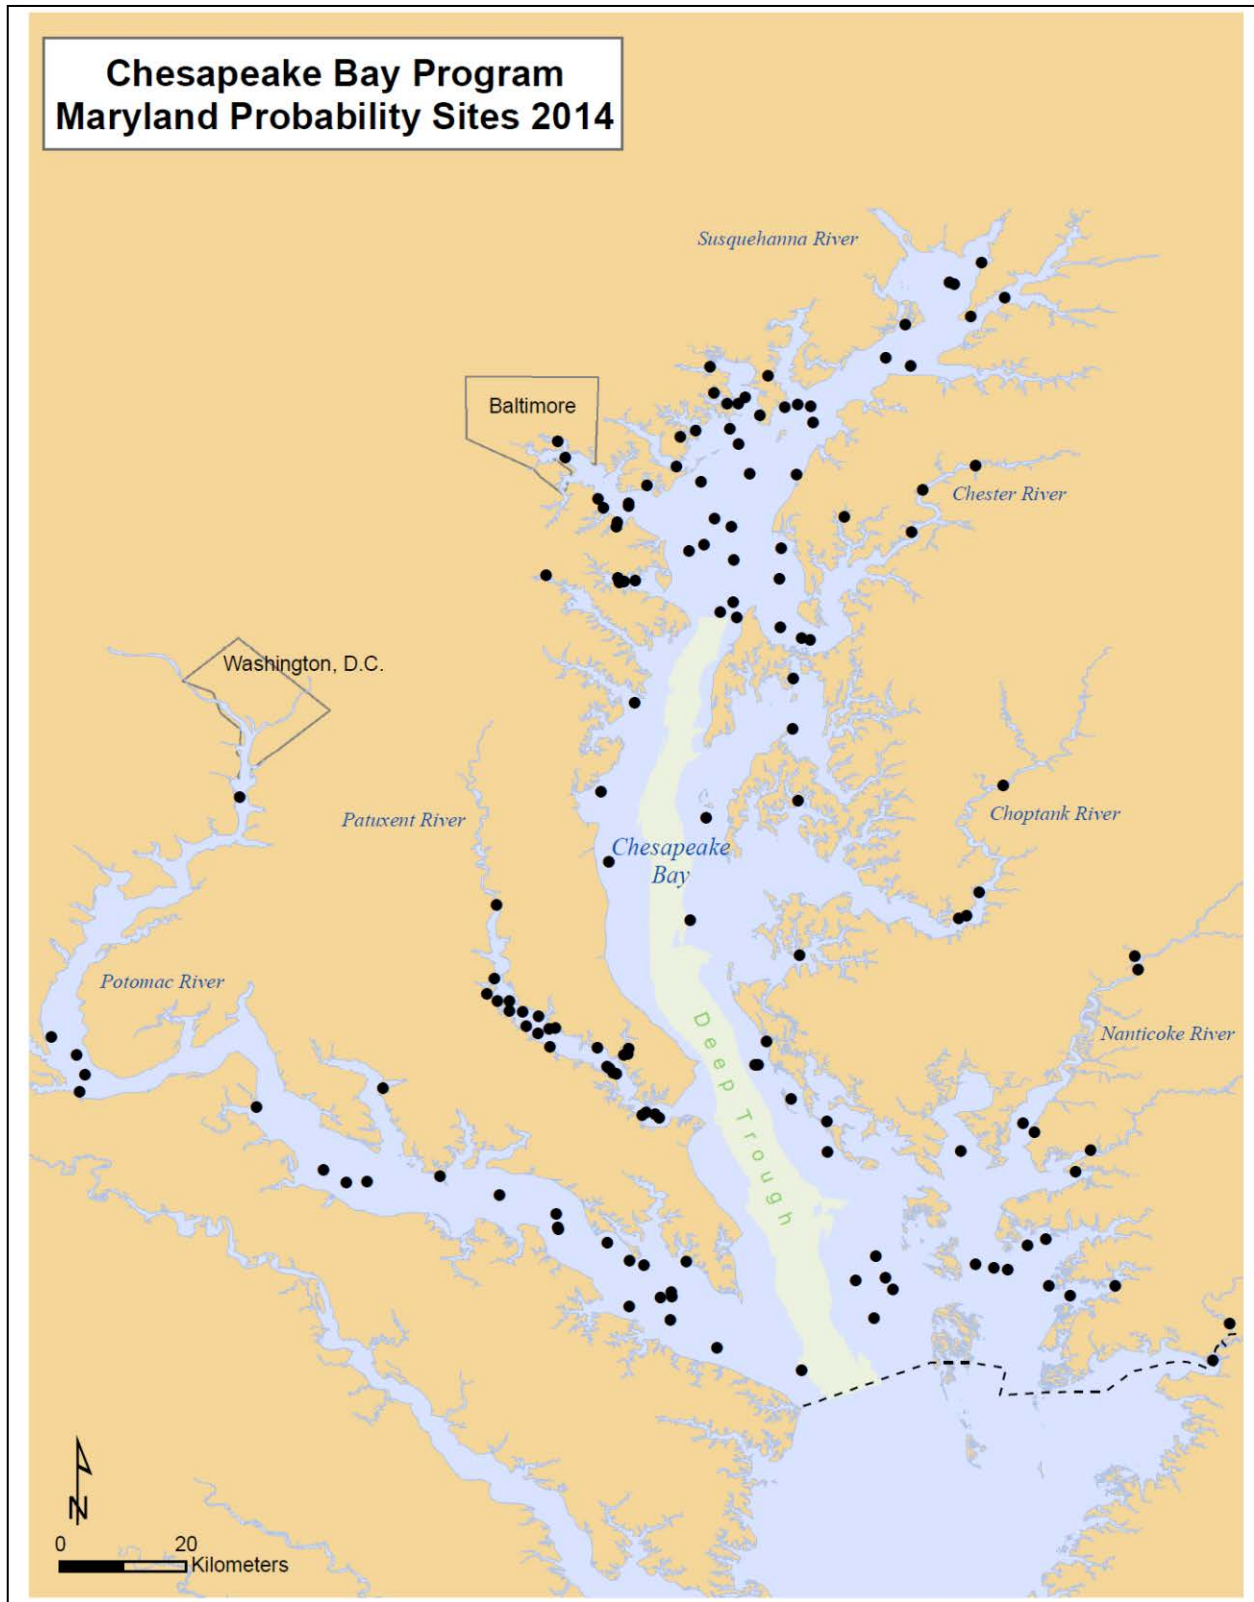 Chesapeake Bay Program
Maryland Probability Sites 2014
Susquehanna River
Baltimore
Chester River
Washington, D.C.
Patuxent River
Choptank River
Chesapeake
Bay
Potomac River
Deep Trough
Nanticoke River
N
0 20
Kilometers